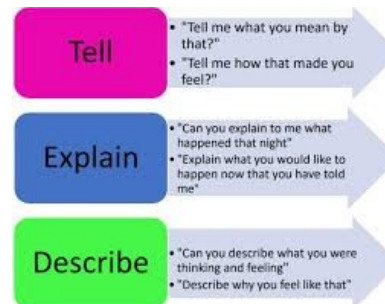 Tell
• "Tell me what you mean by
that?"
• "Tell me how that made you
feel?"
Explain
• "Can you explain to me what
happened that night"
• "Explain what you would like to
happen now that you have told
me"
Describe
• "Can you describe what you were
thinking and feeling"
• "Describe why you feel like that"